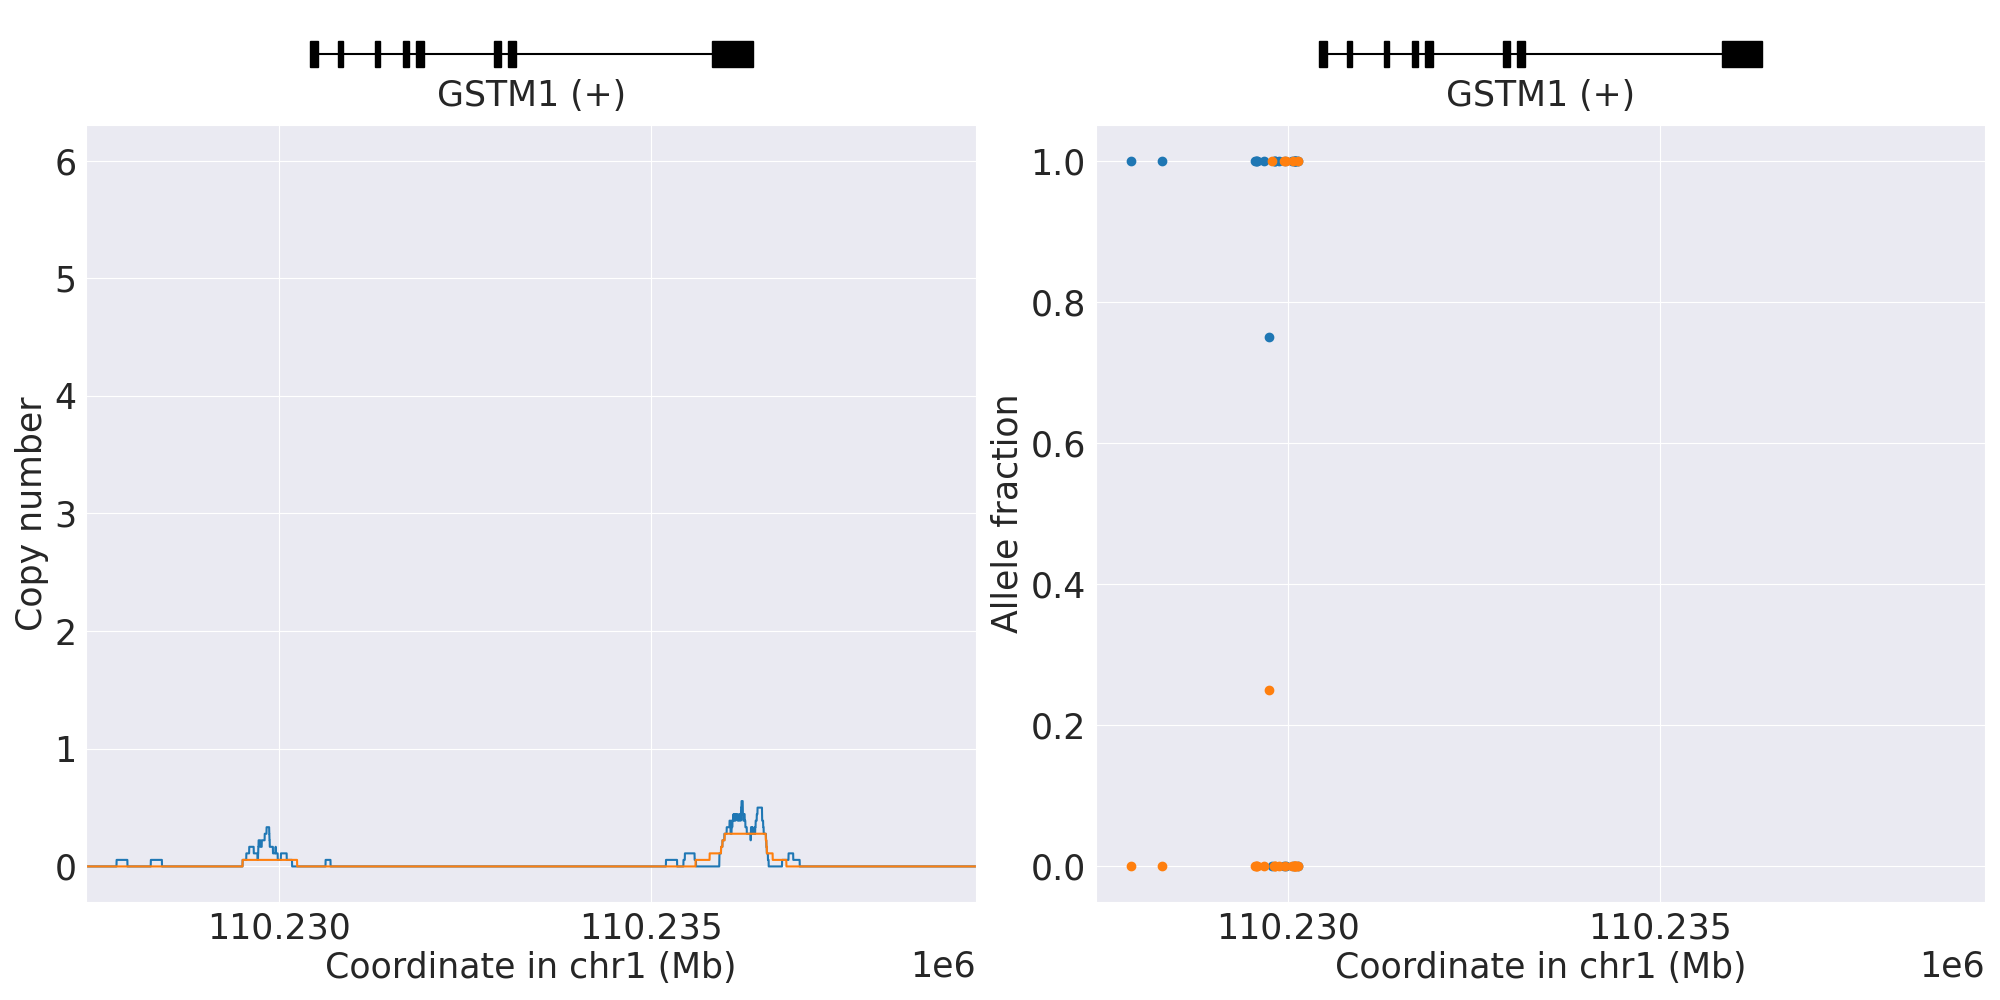 GSTM1 (+)
6
5
4
3
2
1
0
Copy number
110.230
110.235
Coordinate in chr1 (Mb)
1e6
GSTM1 (+)
1.0
0.8
0.6
0.4
0.2
0.0
Allele fraction
110.230
110.235
Coordinate in chr1 (Mb)
1e6